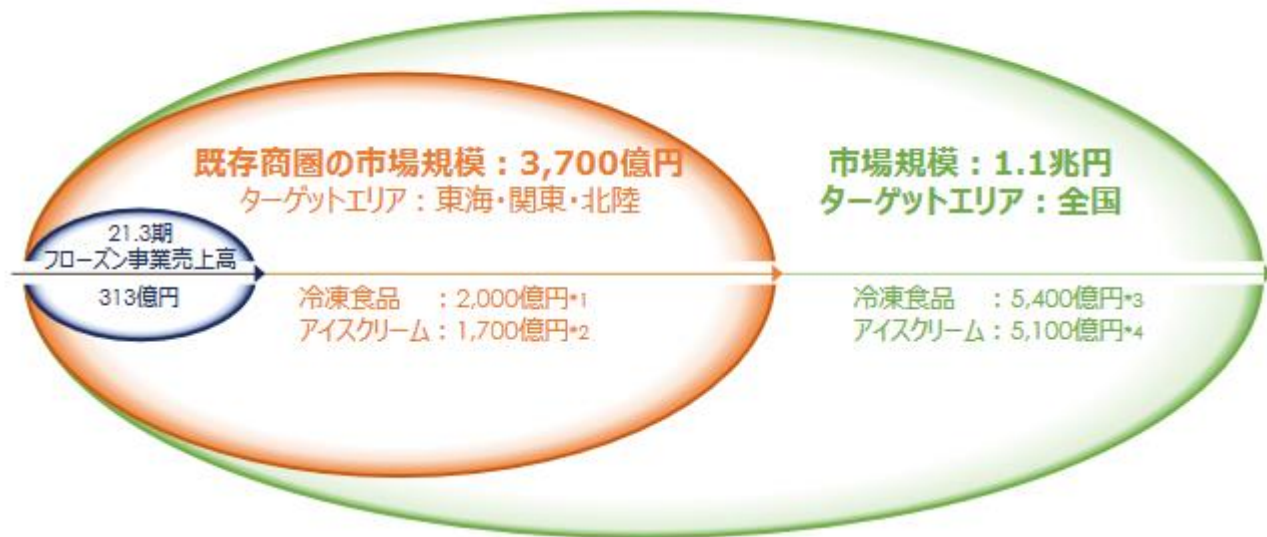 既存商圏の市場規模：3,700億円
ターゲットエリア：東海・関東・北陸
市場規模：1.1兆円
ターゲットエリア：全国
21.3期
フローズン事業売上高
313億円
冷凍食品　：2,000億円*1
アイスクリーム：1,700億円*2
冷凍食品　：5,400億円*3
アイスクリーム：5,100億円*4